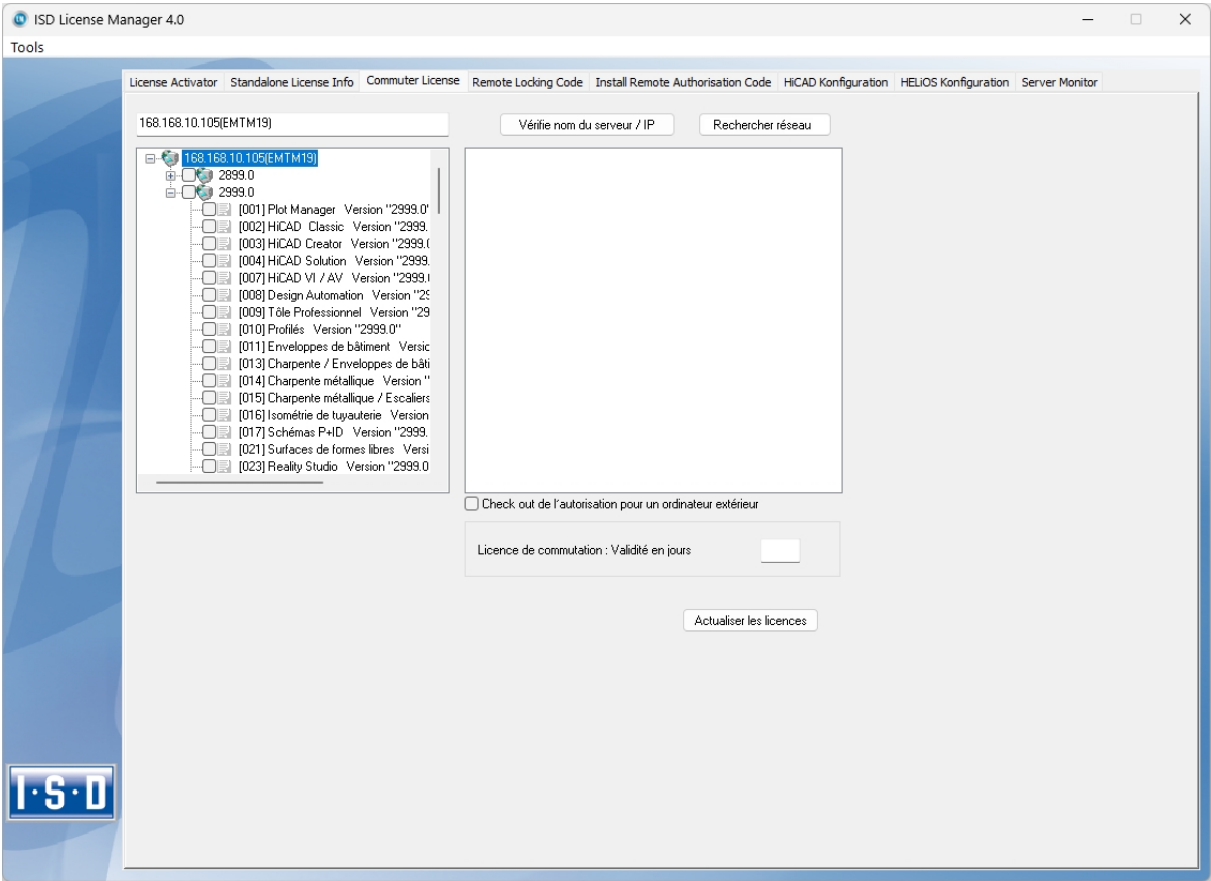 ISD License Manager 4.0
Tools
License Activator Standalone License Info Commuter License Remote Locking Code Install Remote Authorisation Code HiCAD Konfiguration HELiOS Konfiguration Server Monitor
168.168.10.105(EMTM19) Vérifie nom du serveur / IP Rechercher réseau
168.168.10.105(EMTM19)
2899.0
2999.0
[001] Plot Manager Version "2999.0"
[002] HiCAD Classic Version "2999.
[003] HiCAD Creator Version "2999.0
[004] HiCAD Solution Version "2999.
[007] HiCAD VI / AV Version "2999.
[008] Design Automation Version "29
[009] Tôle Professionnel Version "29
[010] Profilés Version "2999.0"
[011] Enveloppes de bâtiment Versio
[013] Charpente / Enveloppes de bâti
[014] Charpente métallique Version "
[015] Charpente métallique / Escaliers
[016] Isométrie de tuyauterie Version
[017] Schémas P+ID Version "2999.
[021] Surfaces de formes libres Versi
[023] Reality Studio Version "2999.0
Check out de l'autorisation pour un ordinateur extérieur
Licence de commutation : Validité en jours
Actualiser les licences
I·S·D